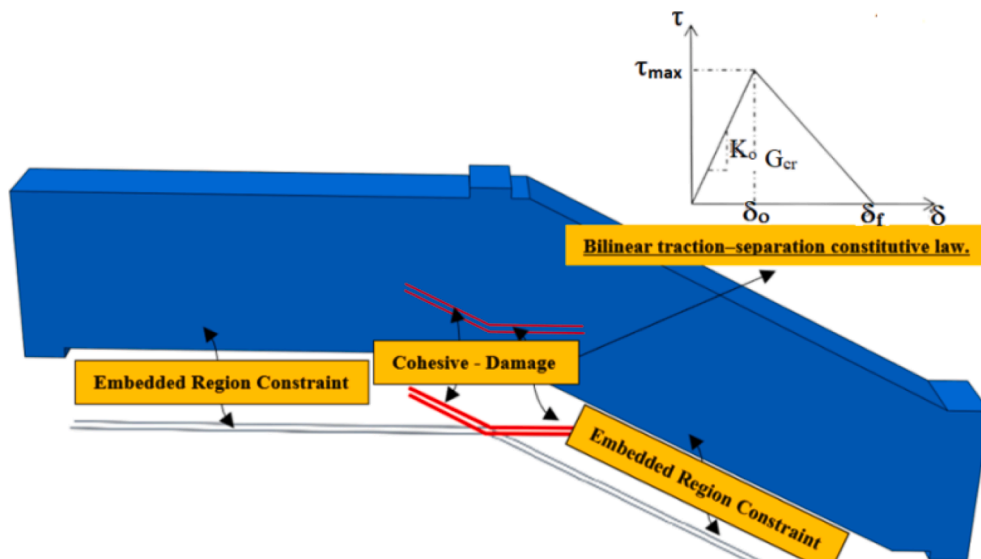 τ
τmax
Ko
Gcr
δo
δf
δ
Bilinear traction–separation constitutive law.
Embedded Region Constraint
Cohesive - Damage
Embedded Region Constraint